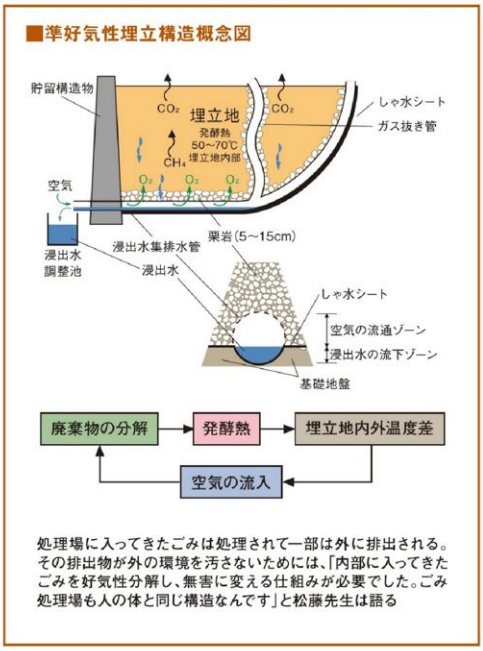 ■準好気性埋立構造概念図
貯留構造物
CO₂
CO₂
埋立地
発酵熱
50〜70℃
埋立地内部
CH₄
しゃ水シート
ガス抜き管
空気
O₂
O₂
O₂
浸出水
調整池
浸出水集排水管
浸出水
栗岩(5〜15cm)
しゃ水シート
空気の流通ゾーン
浸出水の流下ゾーン
基礎地盤
廃棄物の分解
発酵熱
埋立地内外温度差
空気の流入
処理場に入ってきたごみは処理されて一部は外に排出される。
その排出物が外の環境を汚さないためには、「内部に入ってきた
ごみを好気性分解し、無害に変える仕組みが必要でした。ごみ
処理場も人の体と同じ構造なんです」と松藤先生は語る